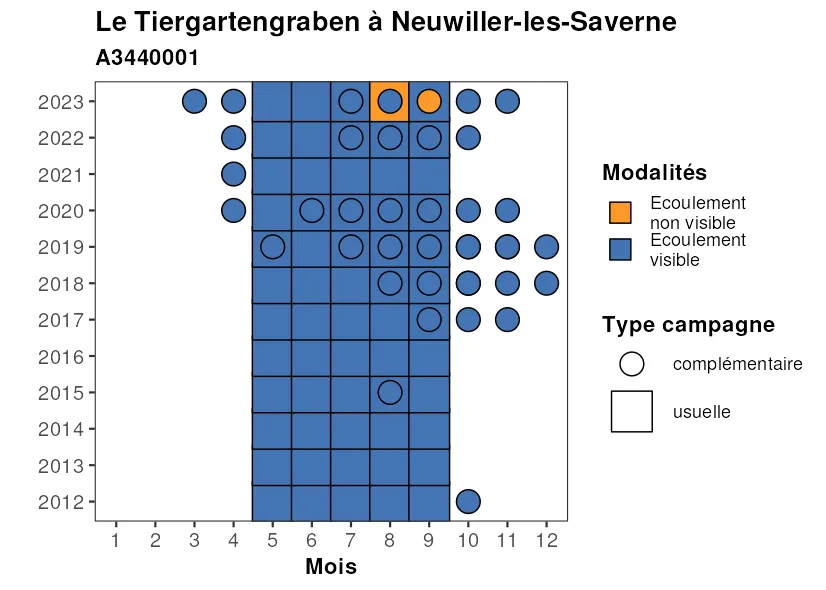 Le Tiergartengraben à Neuwiller-les-Saverne
A3440001
2023
2022
2021
2020
2019
2018
2017
2016
2015
2014
2013
2012
1 2 3 4 5 6 7 8 9 10 11 12
Mois
Modalités
Ecoulement
non visible
Ecoulement
visible
Type campagne
complémentaire
usuelle